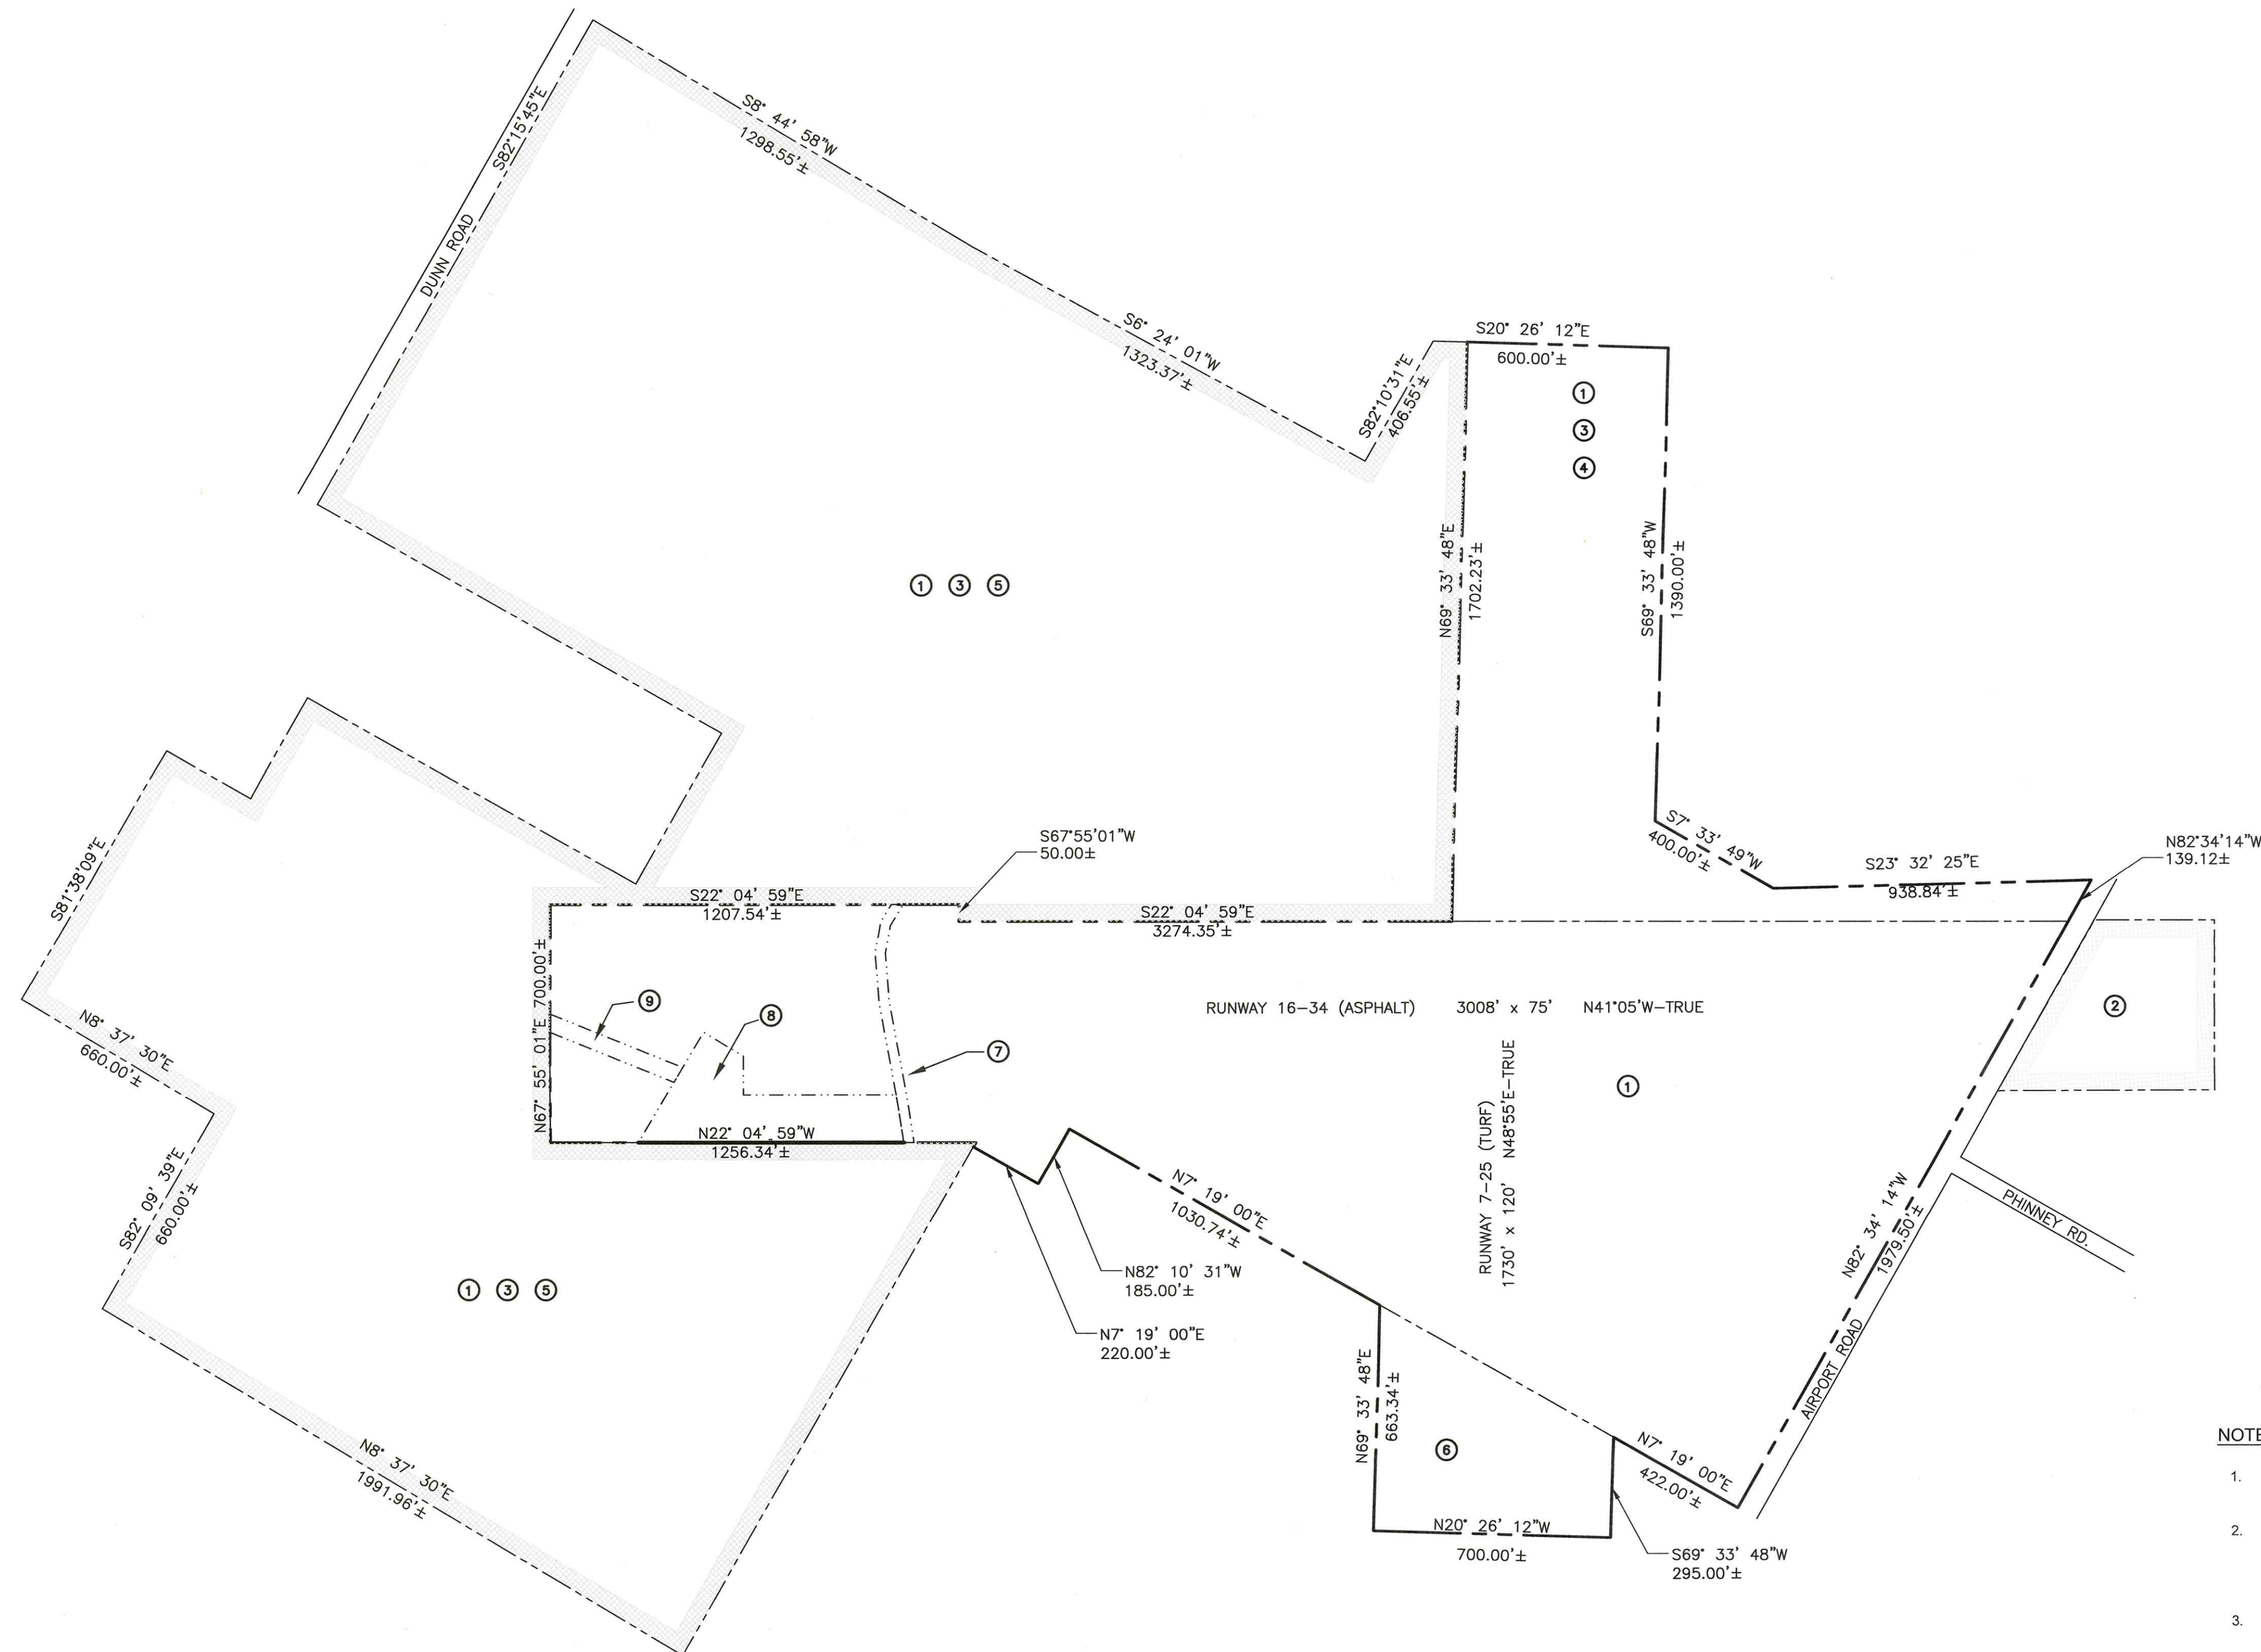 S82°15'45"E
DUNN ROAD
S8° 44' 58"W
1298.55'±
S6° 24' 01"W
1323.37'±
S82°10'31"E
406.55'±
S20° 26' 12"E
600.00'±
①
③
④
N69° 33' 48"E
1702.23'±
S69° 33' 48"W
1390.00'±
① ③ ⑤
S7° 33' 49"W
400.00'±
S23° 32' 25"E
938.84'±
N82°34'14"W
139.12±
S67°55'01"W
50.00±
S81°38'09"E
S22° 04' 59"E
1207.54'±
S22° 04' 59"E
3274.35'±
N67° 55' 01"E 700.00'±
⑨
⑧
⑦
RUNWAY 16-34 (ASPHALT) 3008' x 75' N41°05'W-TRUE
RUNWAY 7-25 (TURF)
1730' x 120' N48°55'E-TRUE
①
②
N8° 37' 30"E
660.00'±
S82° 09' 39"E
660.00'±
N22° 04' 59"W
1256.34'±
N7° 19' 00"E
1030.74'±
N82° 10' 31"W
185.00'±
N7° 19' 00"E
220.00'±
N82° 34' 14"W
1979.50'±
PHINNEY RD.
AIRPORT ROAD
① ③ ⑤
N69° 33' 48"E
663.34'±
⑥
N7° 19' 00"E
422.00'±
N8° 37' 30"E
1991.96'±
N20° 26' 12"W
700.00'±
S69° 33' 48"W
295.00'±
NOTE
1.
2.
3.